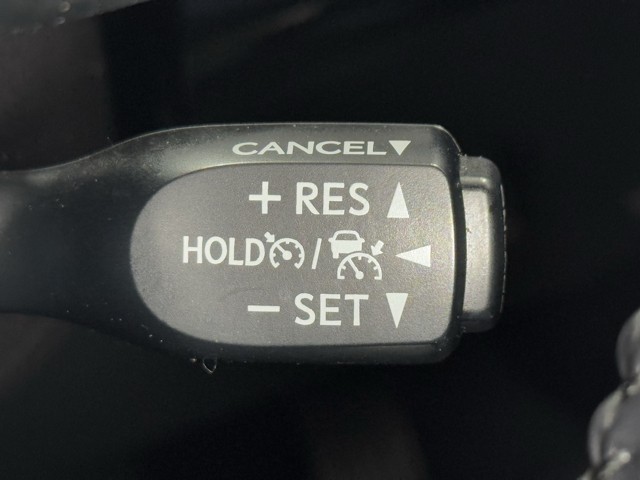 CANCEL▼
+ RES ▲
HOLD / ◀
− SET ▼